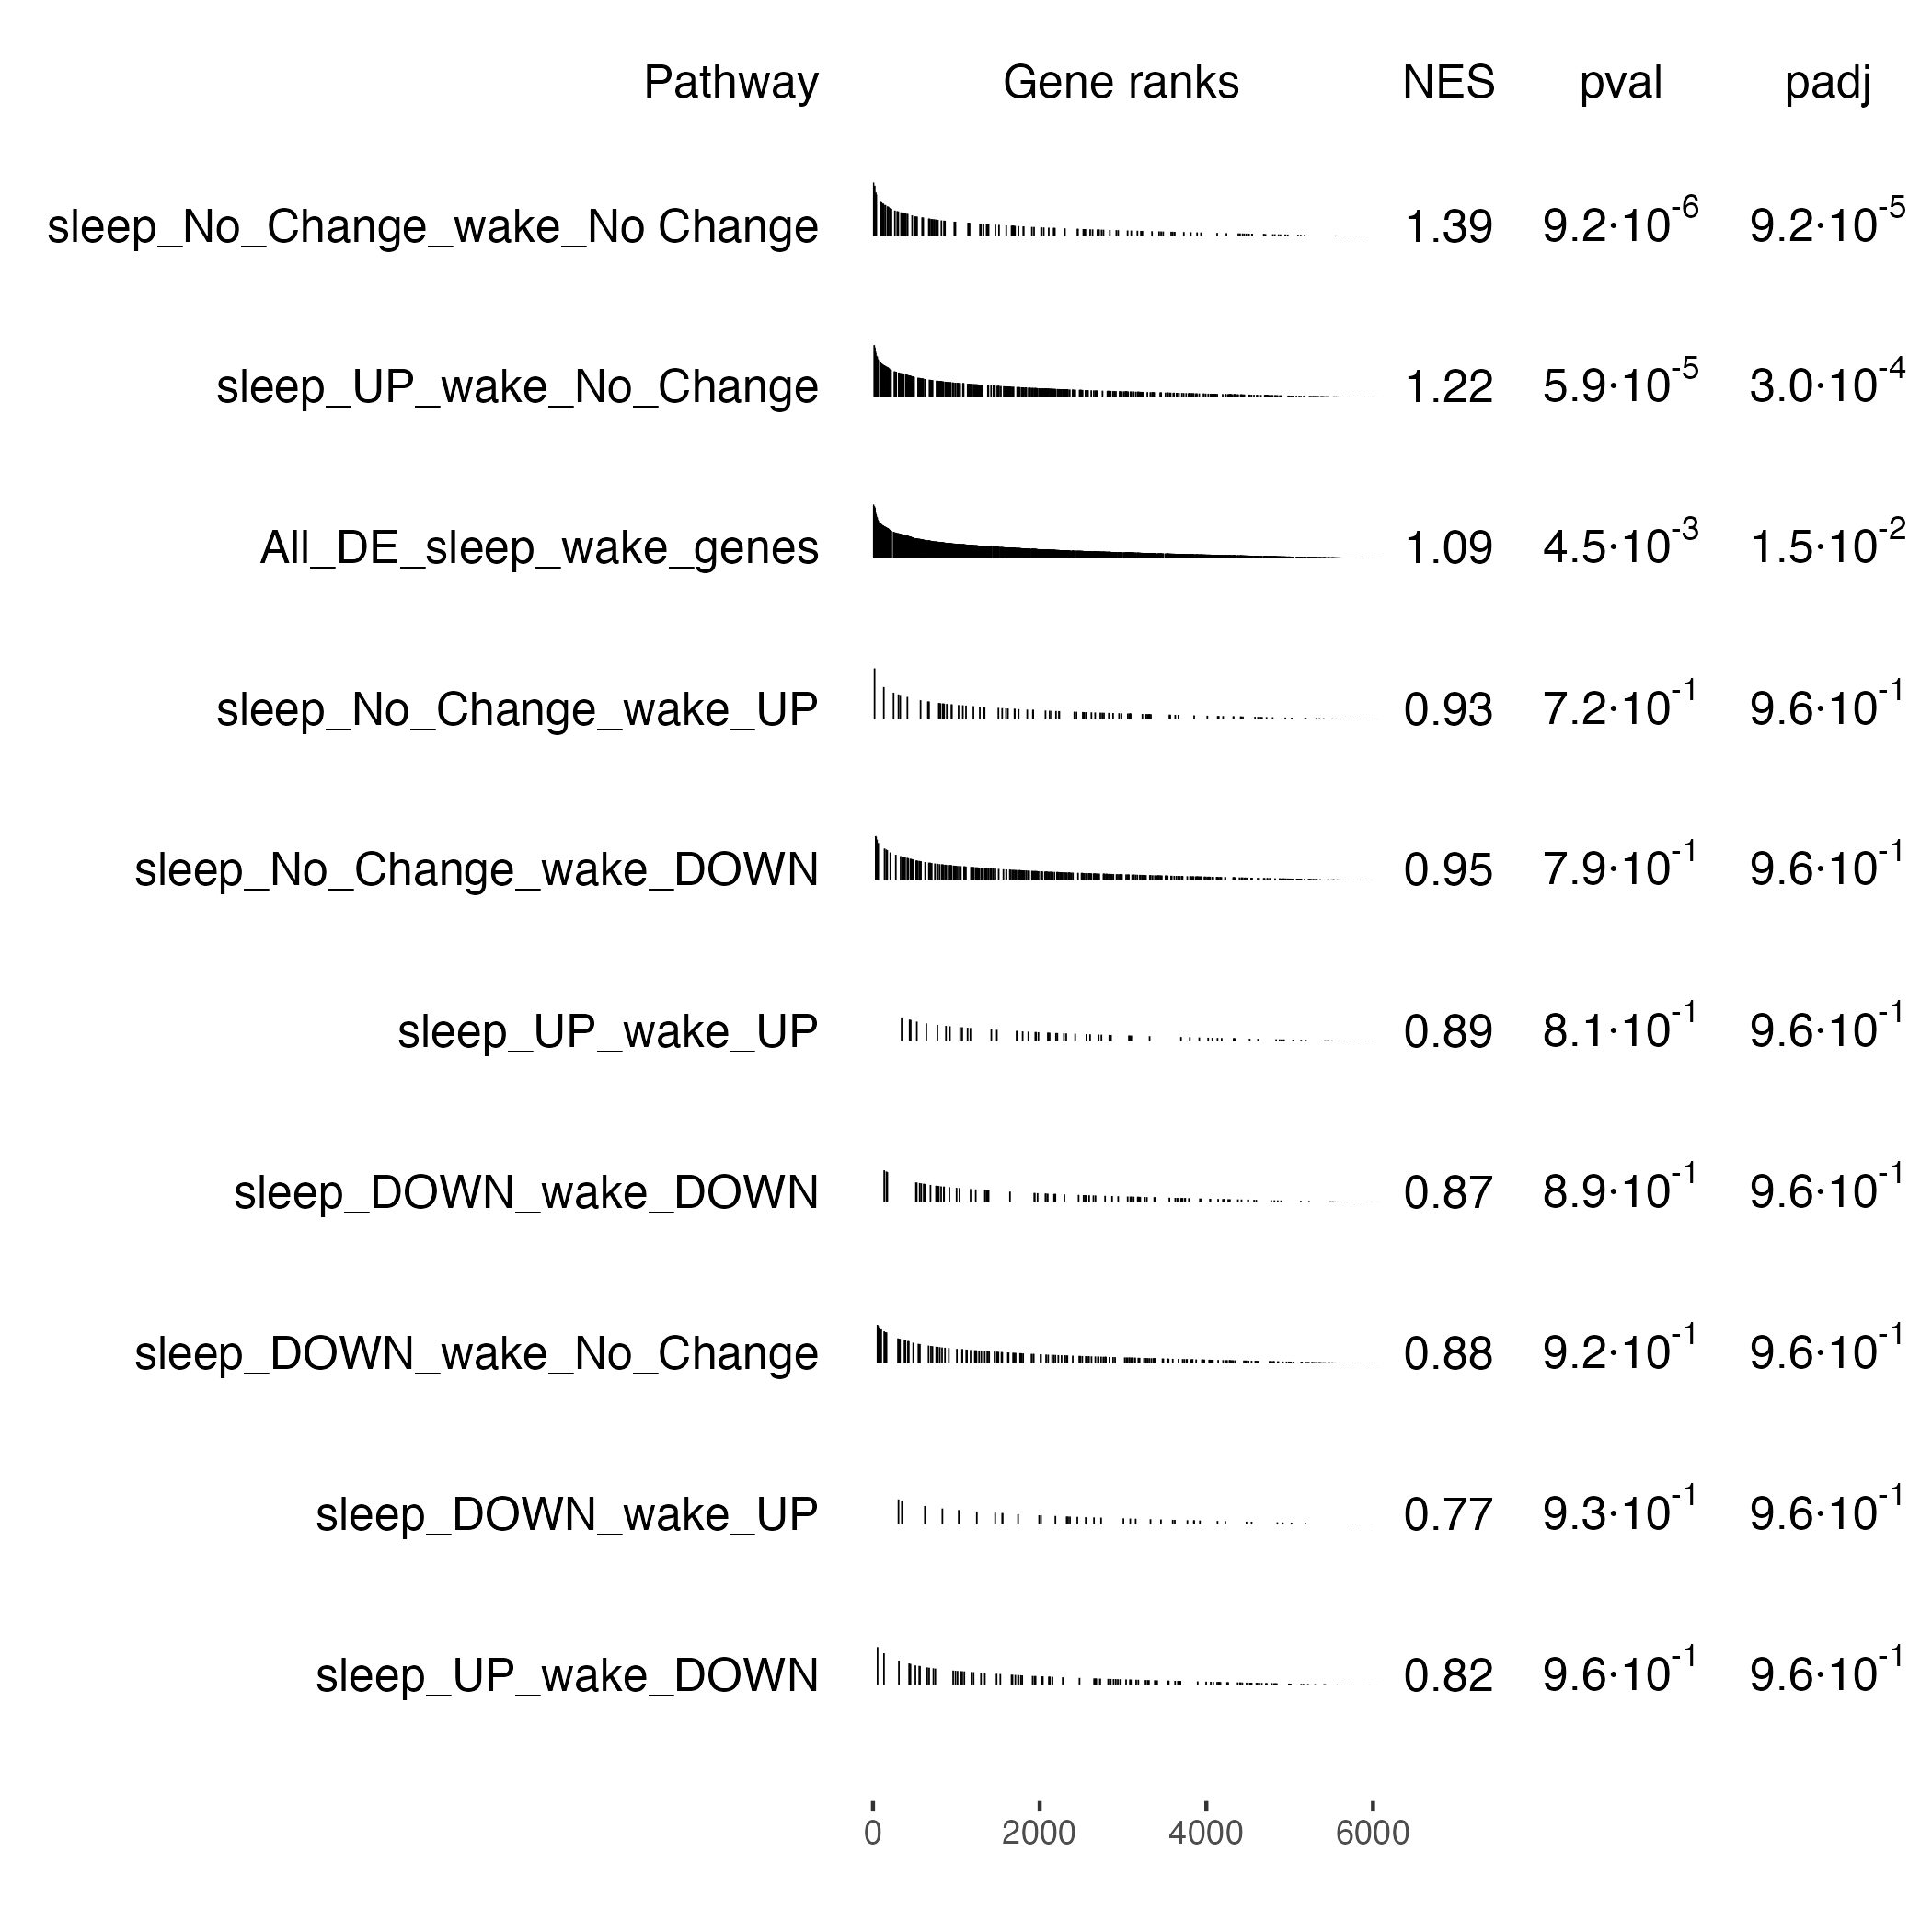 Pathway Gene ranks NES pval padj
sleep_No_Change_wake_No Change 1.39 9.2·10⁻⁶ 9.2·10⁻⁵
sleep_UP_wake_No_Change 1.22 5.9·10⁻⁵ 3.0·10⁻⁴
All_DE_sleep_wake_genes 1.09 4.5·10⁻³ 1.5·10⁻²
sleep_No_Change_wake_UP 0.93 7.2·10⁻¹ 9.6·10⁻¹
sleep_No_Change_wake_DOWN 0.95 7.9·10⁻¹ 9.6·10⁻¹
sleep_UP_wake_UP 0.89 8.1·10⁻¹ 9.6·10⁻¹
sleep_DOWN_wake_DOWN 0.87 8.9·10⁻¹ 9.6·10⁻¹
sleep_DOWN_wake_No_Change 0.88 9.2·10⁻¹ 9.6·10⁻¹
sleep_DOWN_wake_UP 0.77 9.3·10⁻¹ 9.6·10⁻¹
sleep_UP_wake_DOWN 0.82 9.6·10⁻¹ 9.6·10⁻¹
0 2000 4000 6000